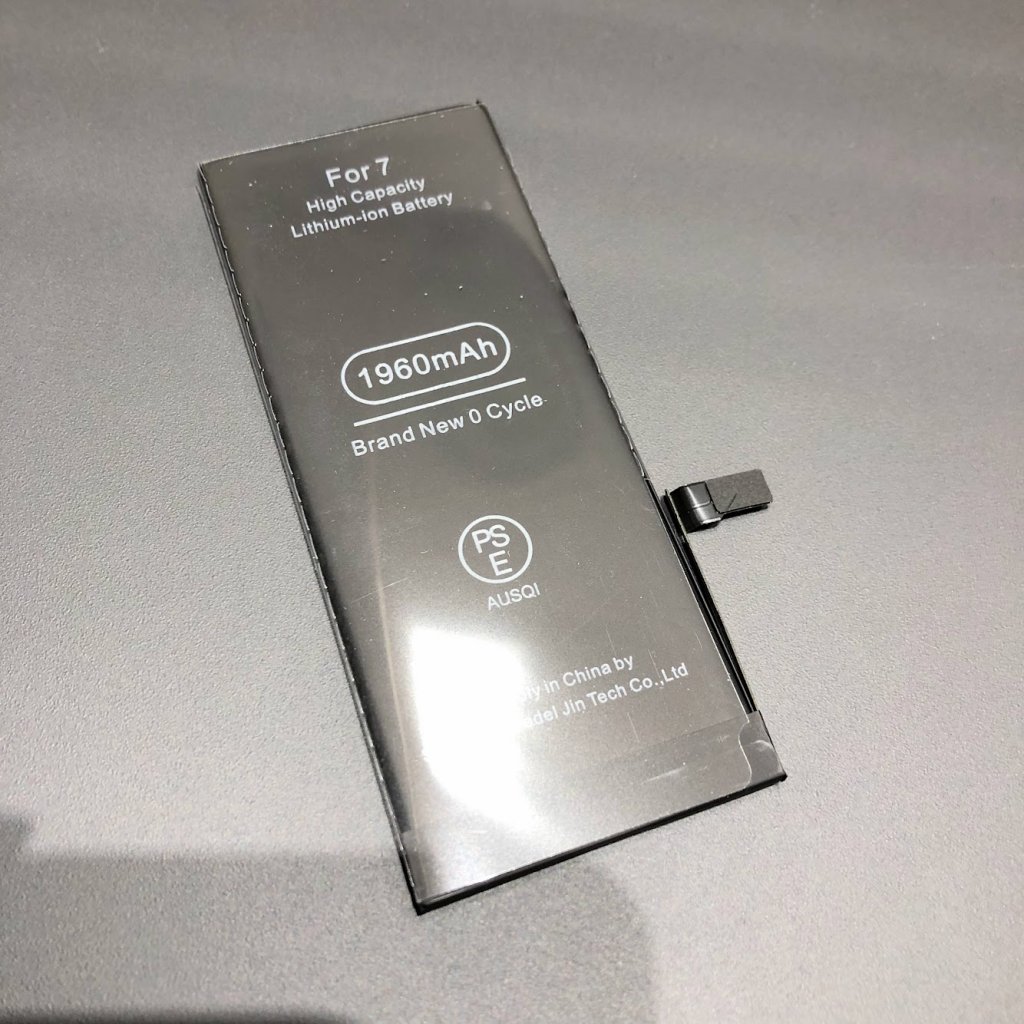 For 7
High Capacity
Lithium-ion Battery
1960mAh
Brand New 0 Cycle
PS
E
AUSQI
in China by
Jin Tech Co.,Ltd